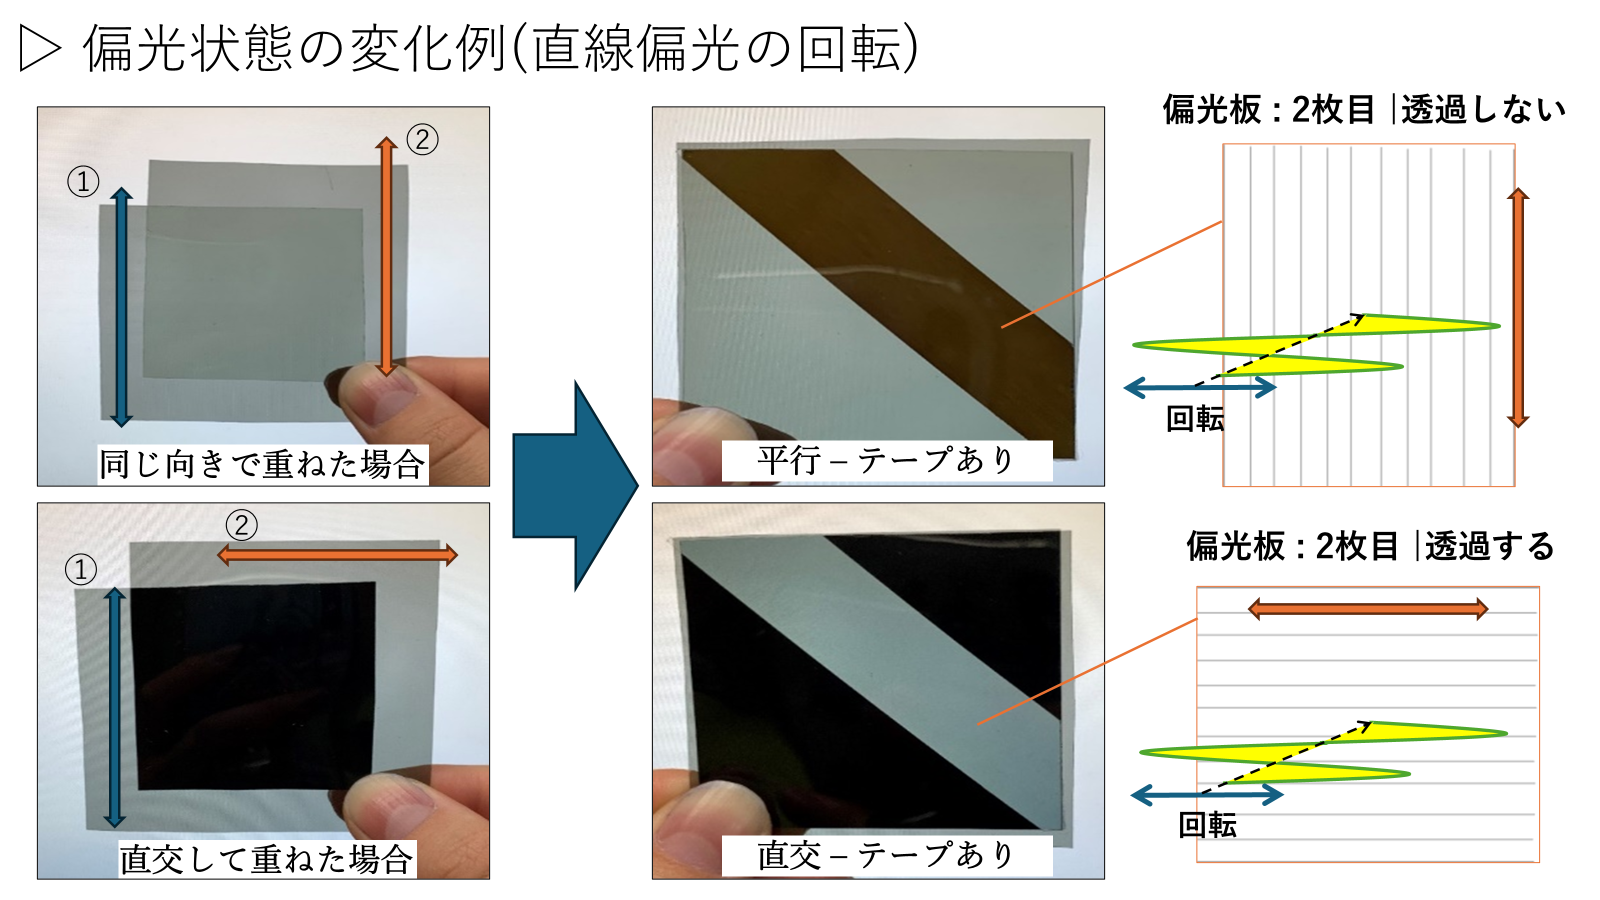 ▷ 偏光状態の変化例(直線偏光の回転)
①
②
同じ向きで重ねた場合
①
②
直交して重ねた場合
平行 – テープあり
直交 – テープあり
偏光板 : 2枚目 |透過しない
回転
偏光板 : 2枚目 |透過する
回転